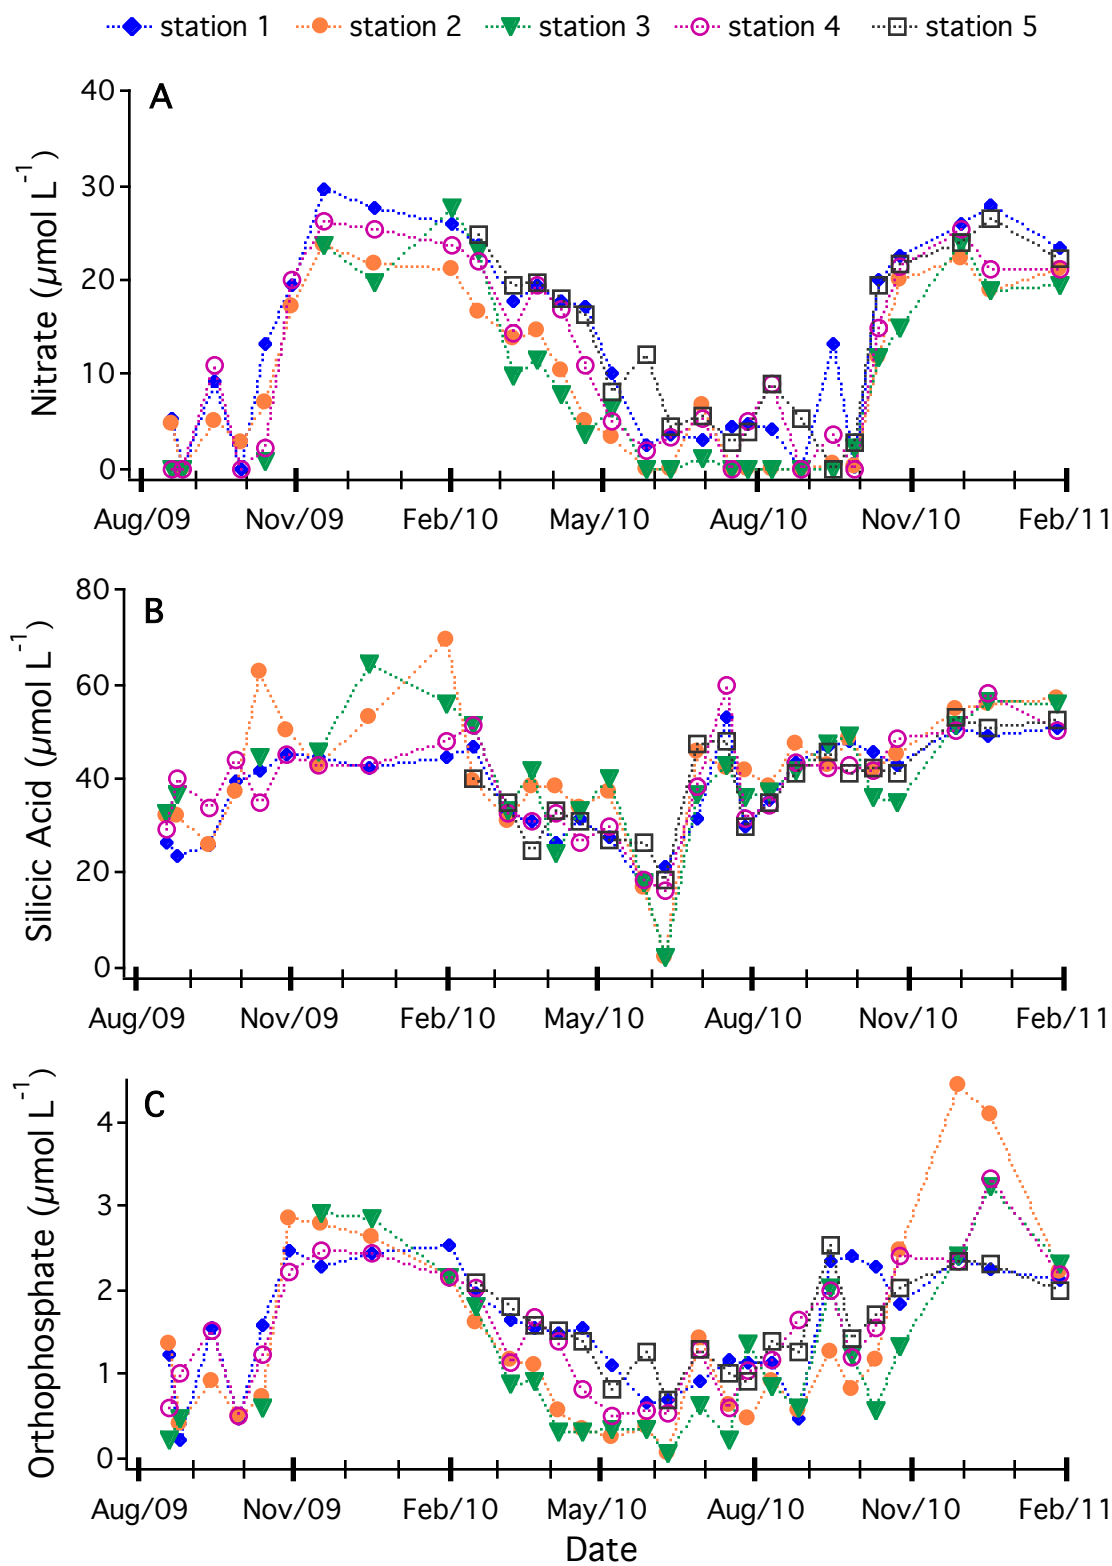 station 1 station 2 station 3 station 4 station 5
A
Nitrate (µmol L⁻¹)
40
30
20
10
0
Aug/09 Nov/09 Feb/10 May/10 Aug/10 Nov/10 Feb/11
B
Silicic Acid (µmol L⁻¹)
80
60
40
20
0
Aug/09 Nov/09 Feb/10 May/10 Aug/10 Nov/10 Feb/11
C
Orthophosphate (µmol L⁻¹)
4
3
2
1
0
Aug/09 Nov/09 Feb/10 May/10 Aug/10 Nov/10 Feb/11
Date